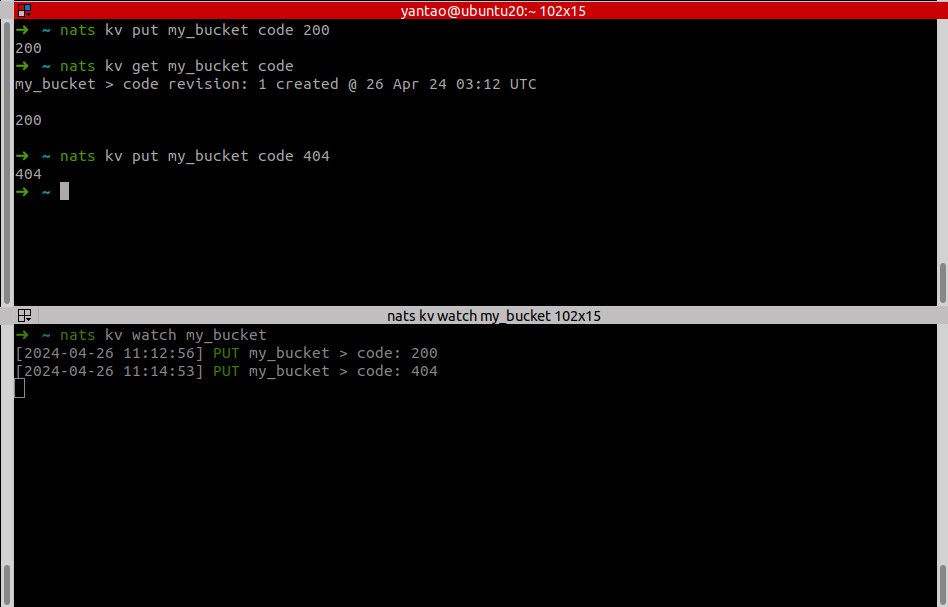 yantao@ubuntu20:~ 102x15
➜ ~ nats kv put my_bucket code 200
200
➜ ~ nats kv get my_bucket code
my_bucket > code revision: 1 created @ 26 Apr 24 03:12 UTC
200
➜ ~ nats kv put my_bucket code 404
404
➜ ~
nats kv watch my_bucket 102x15
➜ ~ nats kv watch my_bucket
[2024-04-26 11:12:56] PUT my_bucket > code: 200
[2024-04-26 11:14:53] PUT my_bucket > code: 404